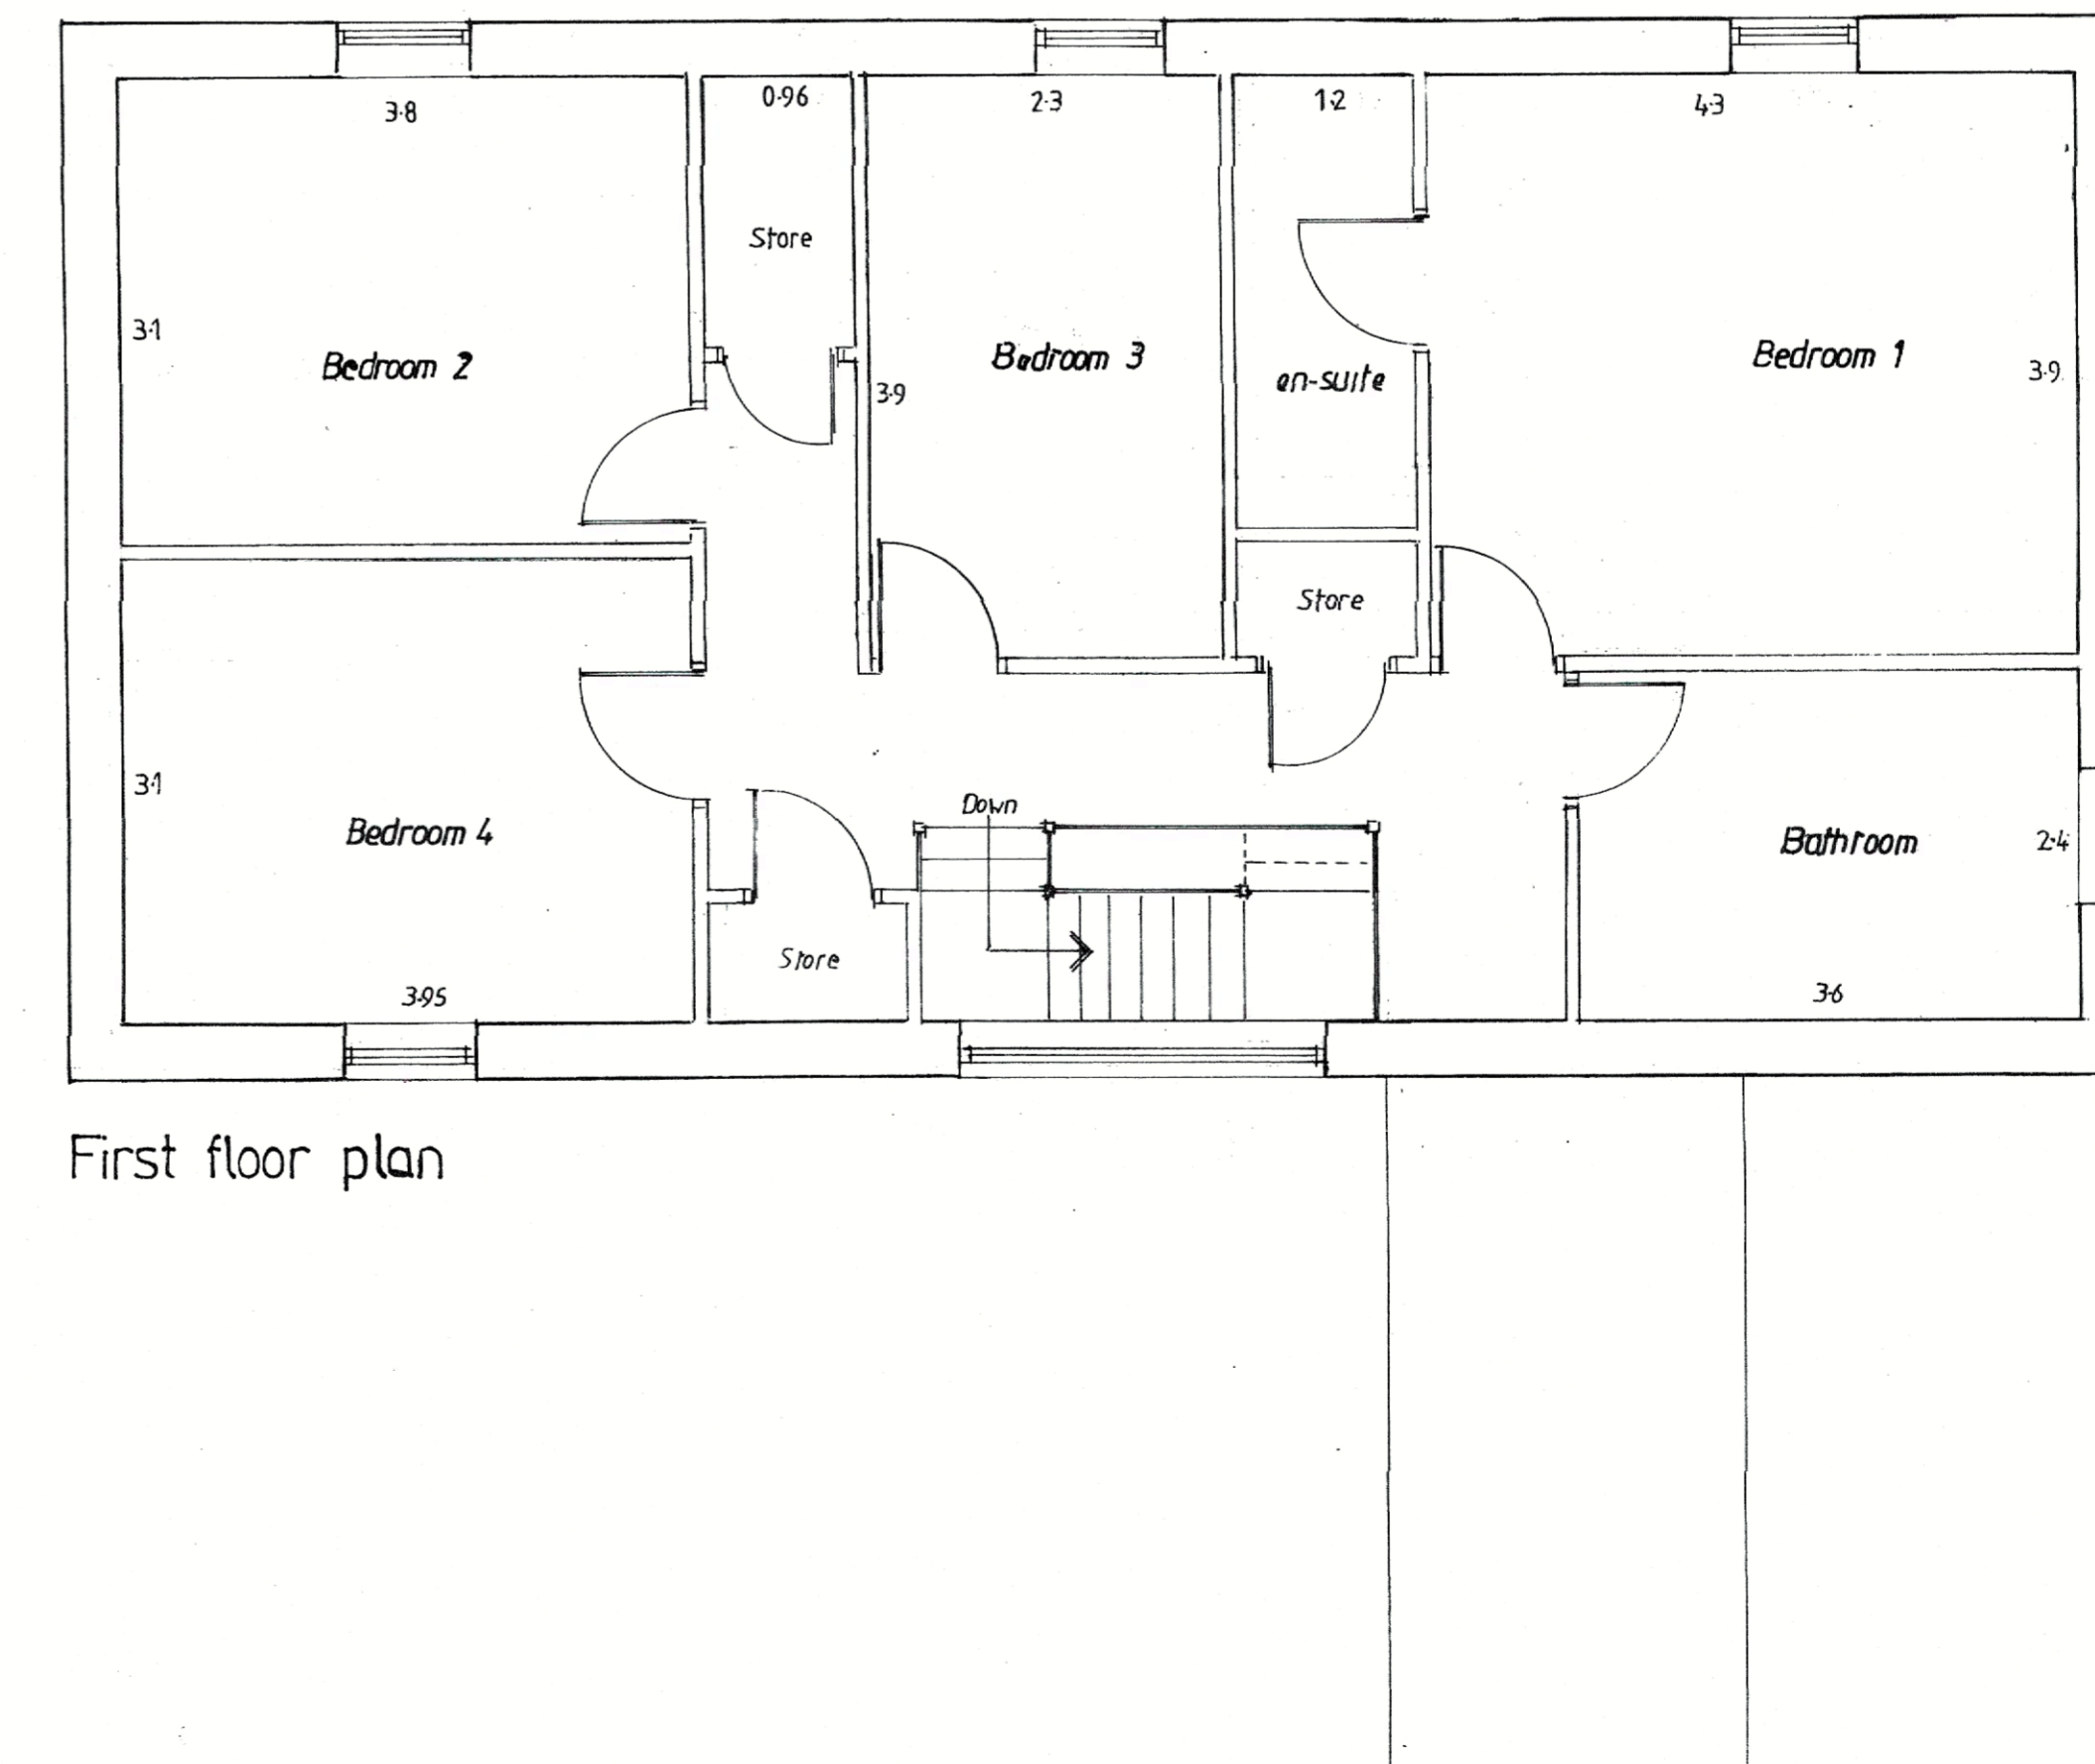 3.8
0.96
2.3
1.2
4.3
Store
3.1
Bedroom 2
Bedroom 3
Bedroom 1
3.9
en-suite
3.9
Store
3.1
Down
Bedroom 4
Bathroom
2.4
Store
3.95
3.6
First floor plan